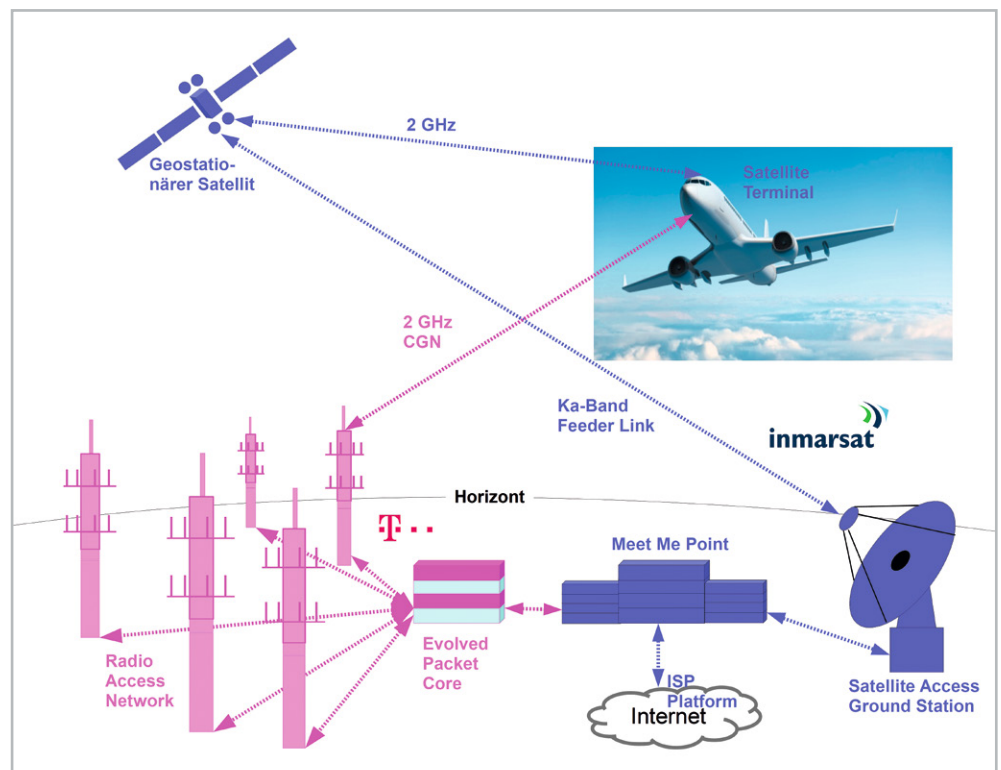 2 GHz
Geostatio-
närer Satellit
Satellite
Terminal
2 GHz
CGN
Ka-Band
Feeder Link
inmarsat
Horizont
T
Meet Me Point
Radio
Access
Network
Evolved
Packet
Core
ISP
Platform
Internet
Satellite Access
Ground Station